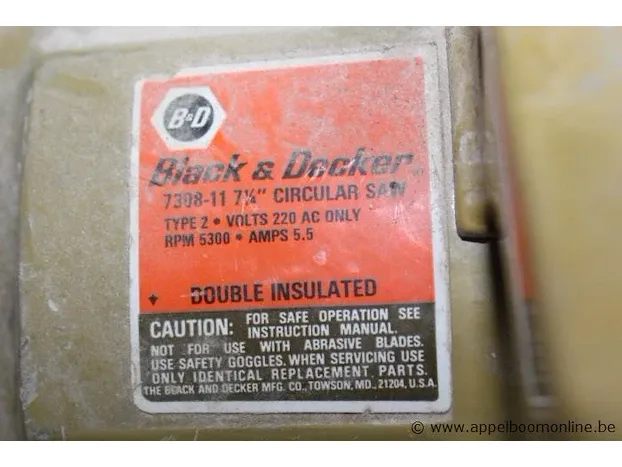 B&D
Black & Decker
7308-11 7¼" CIRCULAR SAW
TYPE 2 • VOLTS 220 AC ONLY
RPM 5300 • AMPS 5.5
DOUBLE INSULATED
CAUTION: FOR SAFE OPERATION SEE
INSTRUCTION MANUAL.
NOT FOR USE WITH ABRASIVE BLADES.
USE SAFETY GOGGLES. WHEN SERVICING USE
ONLY IDENTICAL REPLACEMENT PARTS.
THE BLACK AND DECKER MFG. CO., TOWSON, MD., 21204, U.S.A.
© www.appelboomonline.be